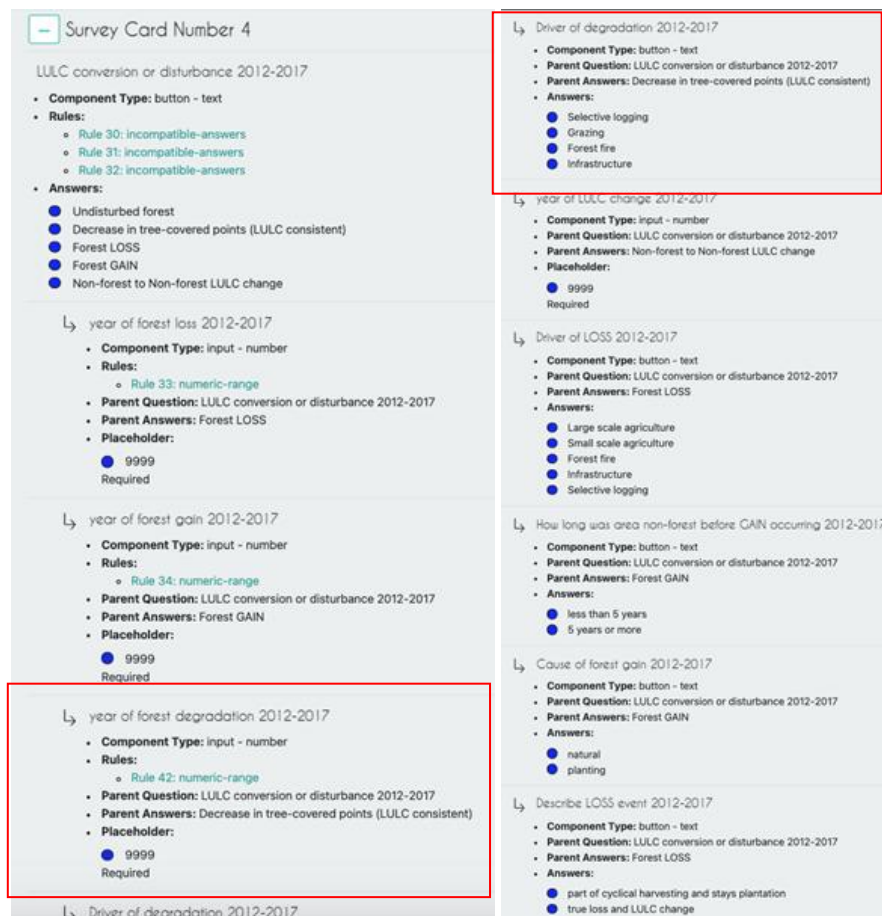 Survey Card Number 4
LULC conversion or disturbance 2012-2017
Component Type: button - text
Rules:
Rule 30: incompatible-answers
Rule 31: incompatible-answers
Rule 32: incompatible-answers
Answers:
Undisturbed forest
Decrease in tree-covered points (LULC consistent)
Forest LOSS
Forest GAIN
Non-forest to Non-forest LULC change
year of forest loss 2012-2017
Component Type: input - number
Rules:
Rule 33: numeric-range
Parent Question: LULC conversion or disturbance 2012-2017
Parent Answers: Forest LOSS
Placeholder:
9999
Required
year of forest gain 2012-2017
Component Type: input - number
Rules:
Rule 34: numeric-range
Parent Question: LULC conversion or disturbance 2012-2017
Parent Answers: Forest GAIN
Placeholder:
9999
Required
year of forest degradation 2012-2017
Component Type: input - number
Rules:
Rule 42: numeric-range
Parent Question: LULC conversion or disturbance 2012-2017
Parent Answers: Decrease in tree-covered points (LULC consistent)
Placeholder:
9999
Required
Driver of degradation 2012-2017
Driver of degradation 2012-2017
Component Type: button - text
Parent Question: LULC conversion or disturbance 2012-2017
Parent Answers: Decrease in tree-covered points (LULC consistent)
Answers:
Selective logging
Grazing
Forest fire
Infrastructure
year of LULC change 2012-2017
Component Type: input - number
Parent Question: LULC conversion or disturbance 2012-2017
Parent Answers: Non-forest to Non-forest LULC change
Placeholder:
9999
Required
Driver of LOSS 2012-2017
Component Type: button - text
Parent Question: LULC conversion or disturbance 2012-2017
Parent Answers: Forest LOSS
Answers:
Large scale agriculture
Small scale agriculture
Forest fire
Infrastructure
Selective logging
How long was area non-forest before GAIN occurring 2012-2017
Component Type: button - text
Parent Question: LULC conversion or disturbance 2012-2017
Parent Answers: Forest GAIN
Answers:
less than 5 years
5 years or more
Cause of forest gain 2012-2017
Component Type: button - text
Parent Question: LULC conversion or disturbance 2012-2017
Parent Answers: Forest GAIN
Answers:
natural
planting
Describe LOSS event 2012-2017
Component Type: button - text
Parent Question: LULC conversion or disturbance 2012-2017
Parent Answers: Forest LOSS
Answers:
part of cyclical harvesting and stays plantation
true loss and LULC change